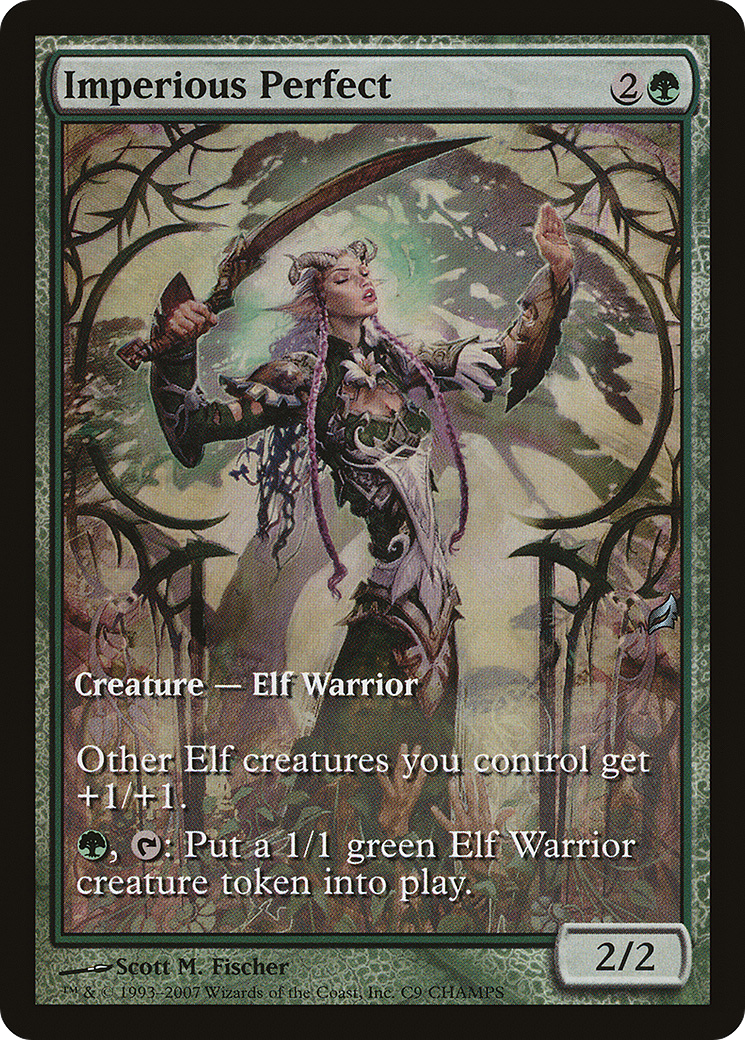 Imperious Perfect 2
Creature — Elf Warrior
Other Elf creatures you control get
+1/+1.
, : Put a 1/1 green Elf Warrior
creature token into play.
2/2
Scott M. Fischer
™ & © 1993–2007 Wizards of the Coast, Inc. C9 CHAMPS